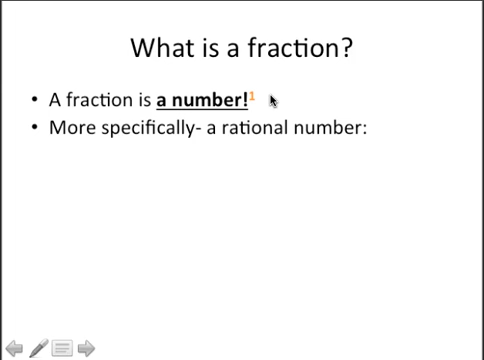 What is a fraction?
• A fraction is a number!¹
• More specifically- a rational number: